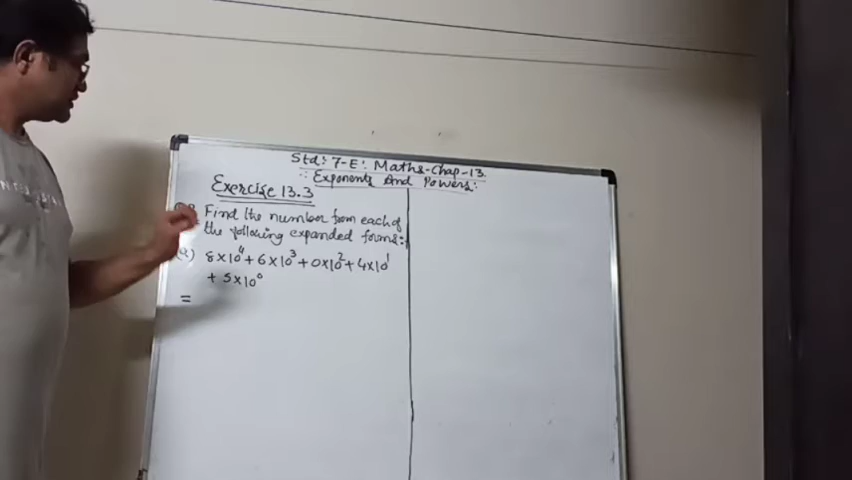 Std: 7-E: Maths-Chap-13.
∴ Exponents And Powers:
Exercise 13.3
Find the number from each of
the following expanded forms:
(a) 8×10⁴+6×10³+0×10²+4×10¹
+ 5×10⁰
=